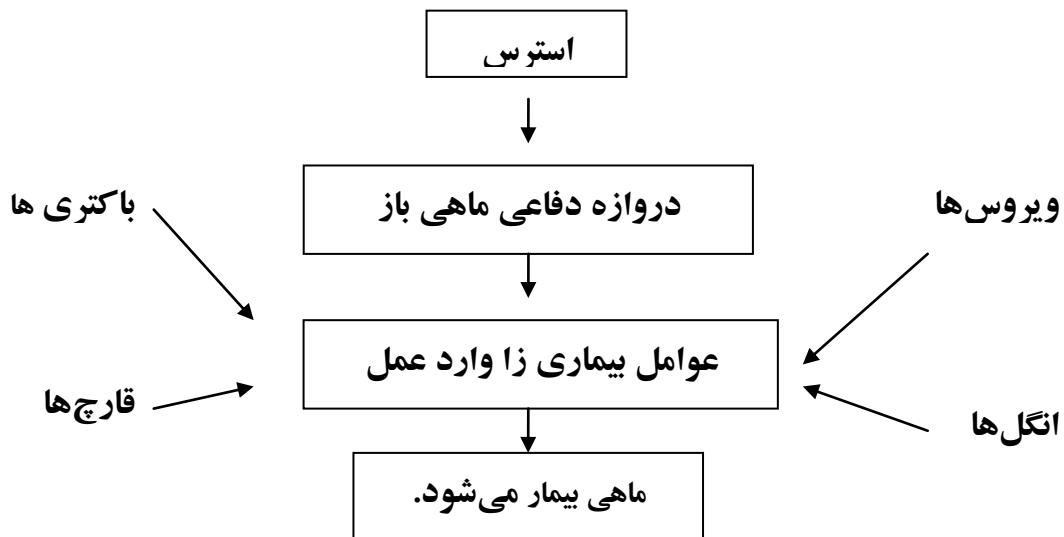 استرس
دروازه دفاعی ماهی باز
باکتری ها
ویروس‌ها
عوامل بیماری زا وارد عمل
قارچ‌ها
انگل‌ها
ماهی بیمار می‌شود.